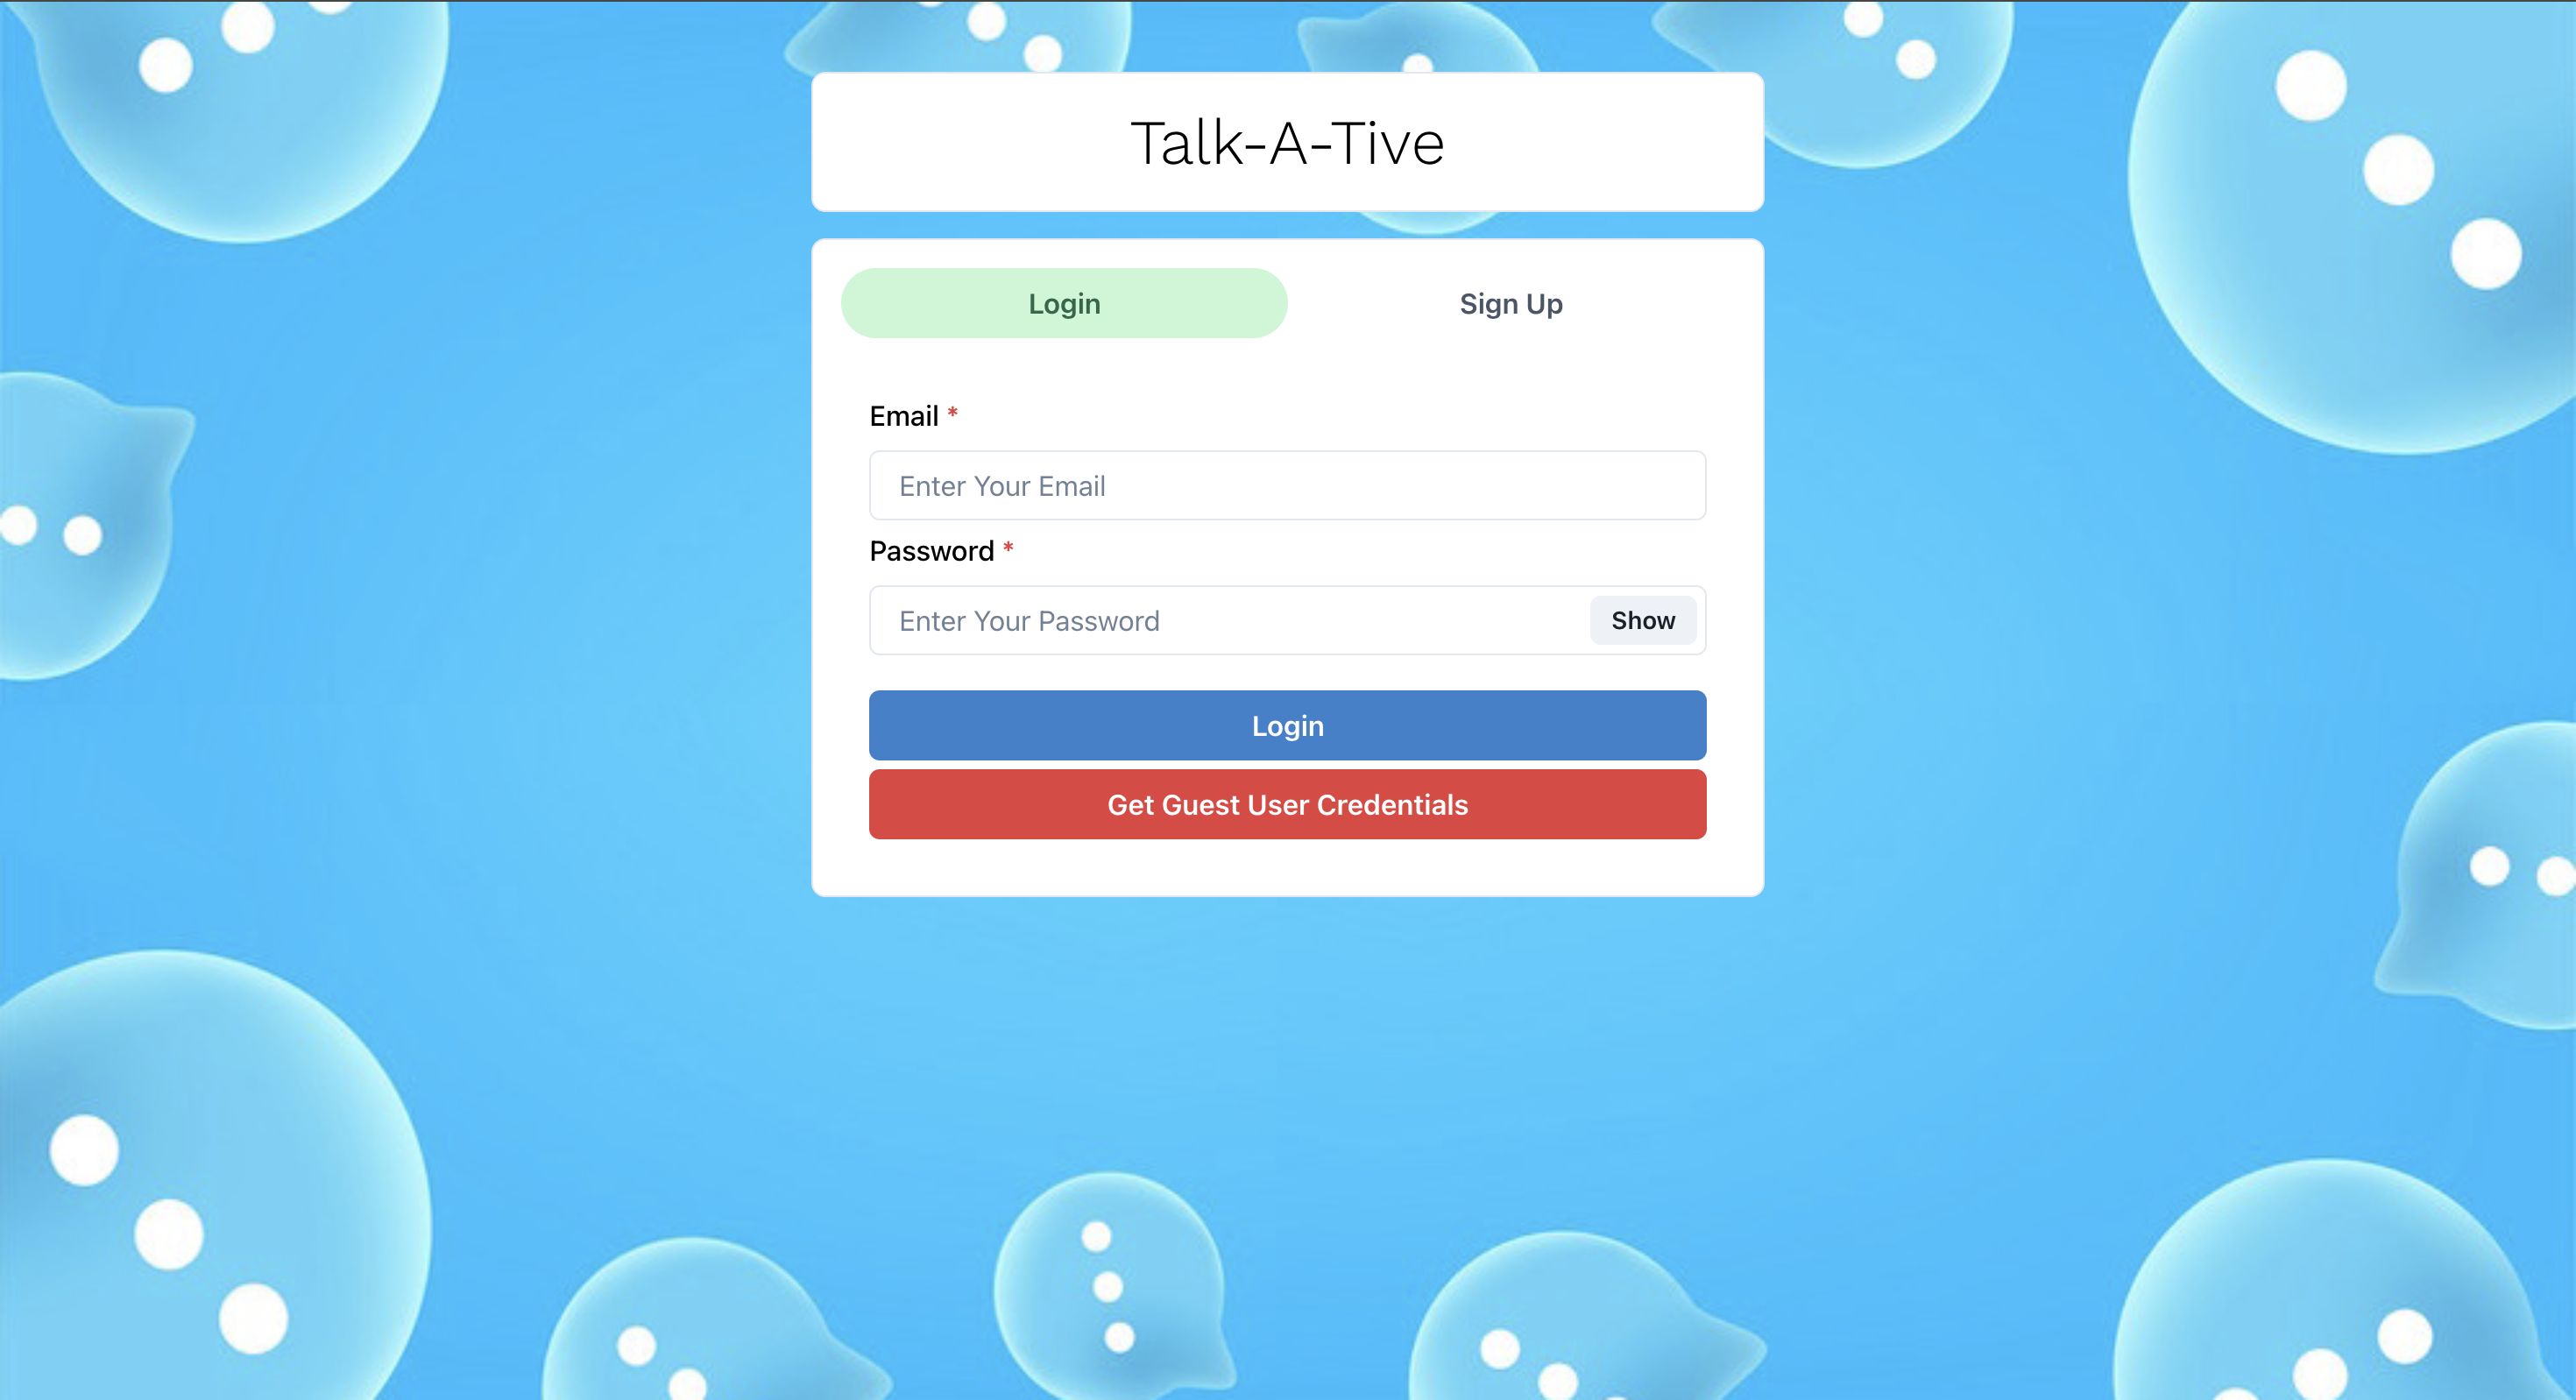 Talk-A-Tive
Login
Sign Up
Email *
Enter Your Email
Password *
Enter Your Password
Show
Login
Get Guest User Credentials